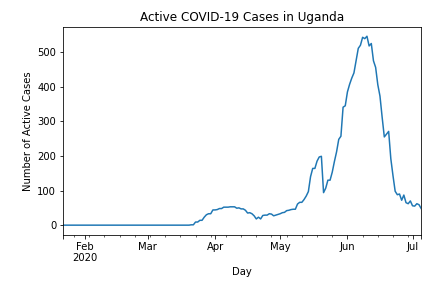 Active COVID-19 Cases in Uganda
Number of Active Cases
500
400
300
200
100
0
Feb Mar Apr May Jun Jul
2020
Day